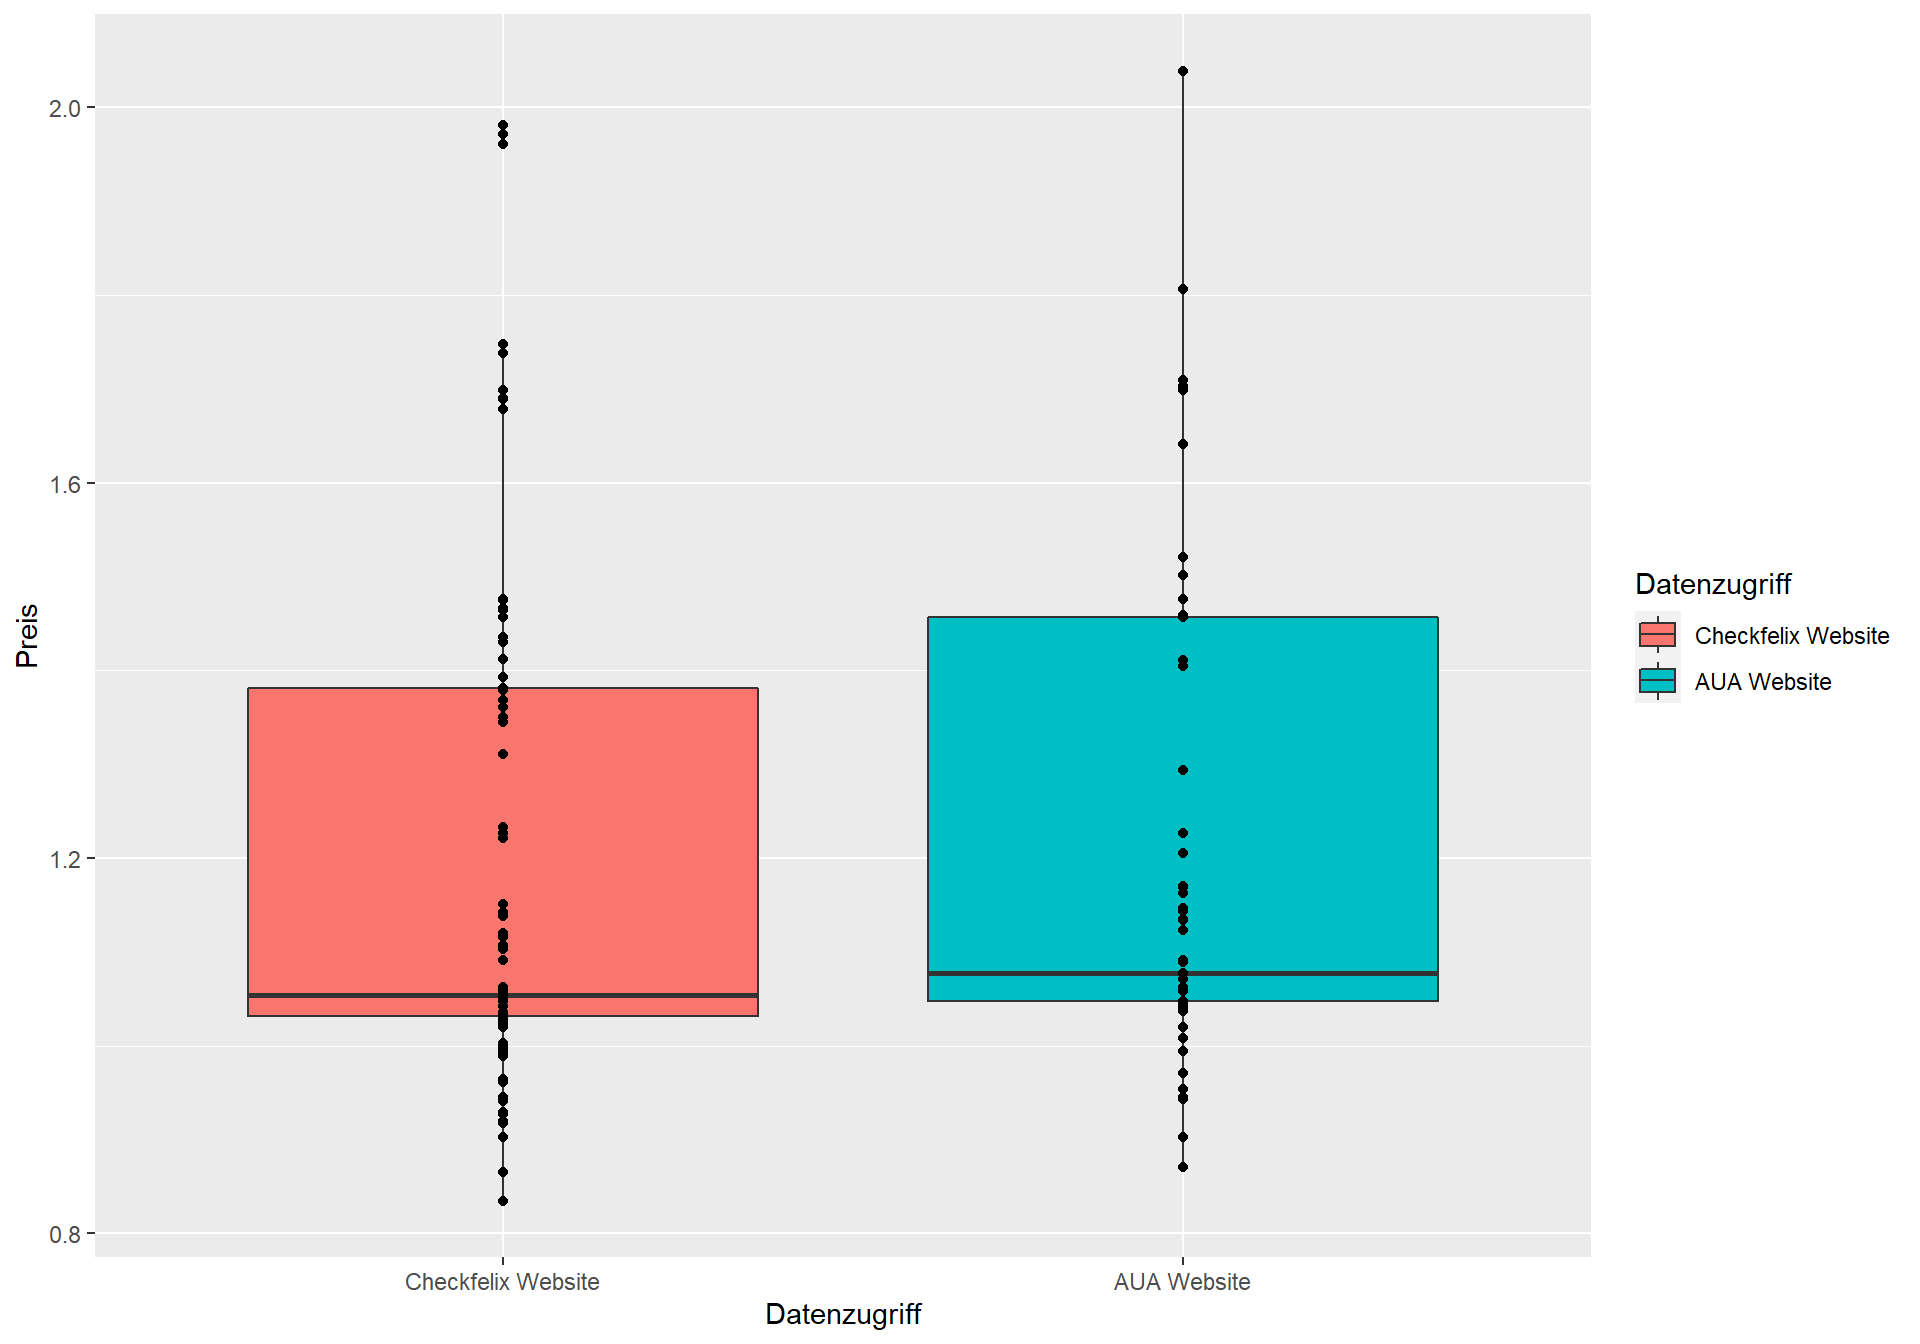 2.0
1.6
1.2
0.8
Preis
Checkfelix Website
AUA Website
Datenzugriff
Datenzugriff
Checkfelix Website
AUA Website